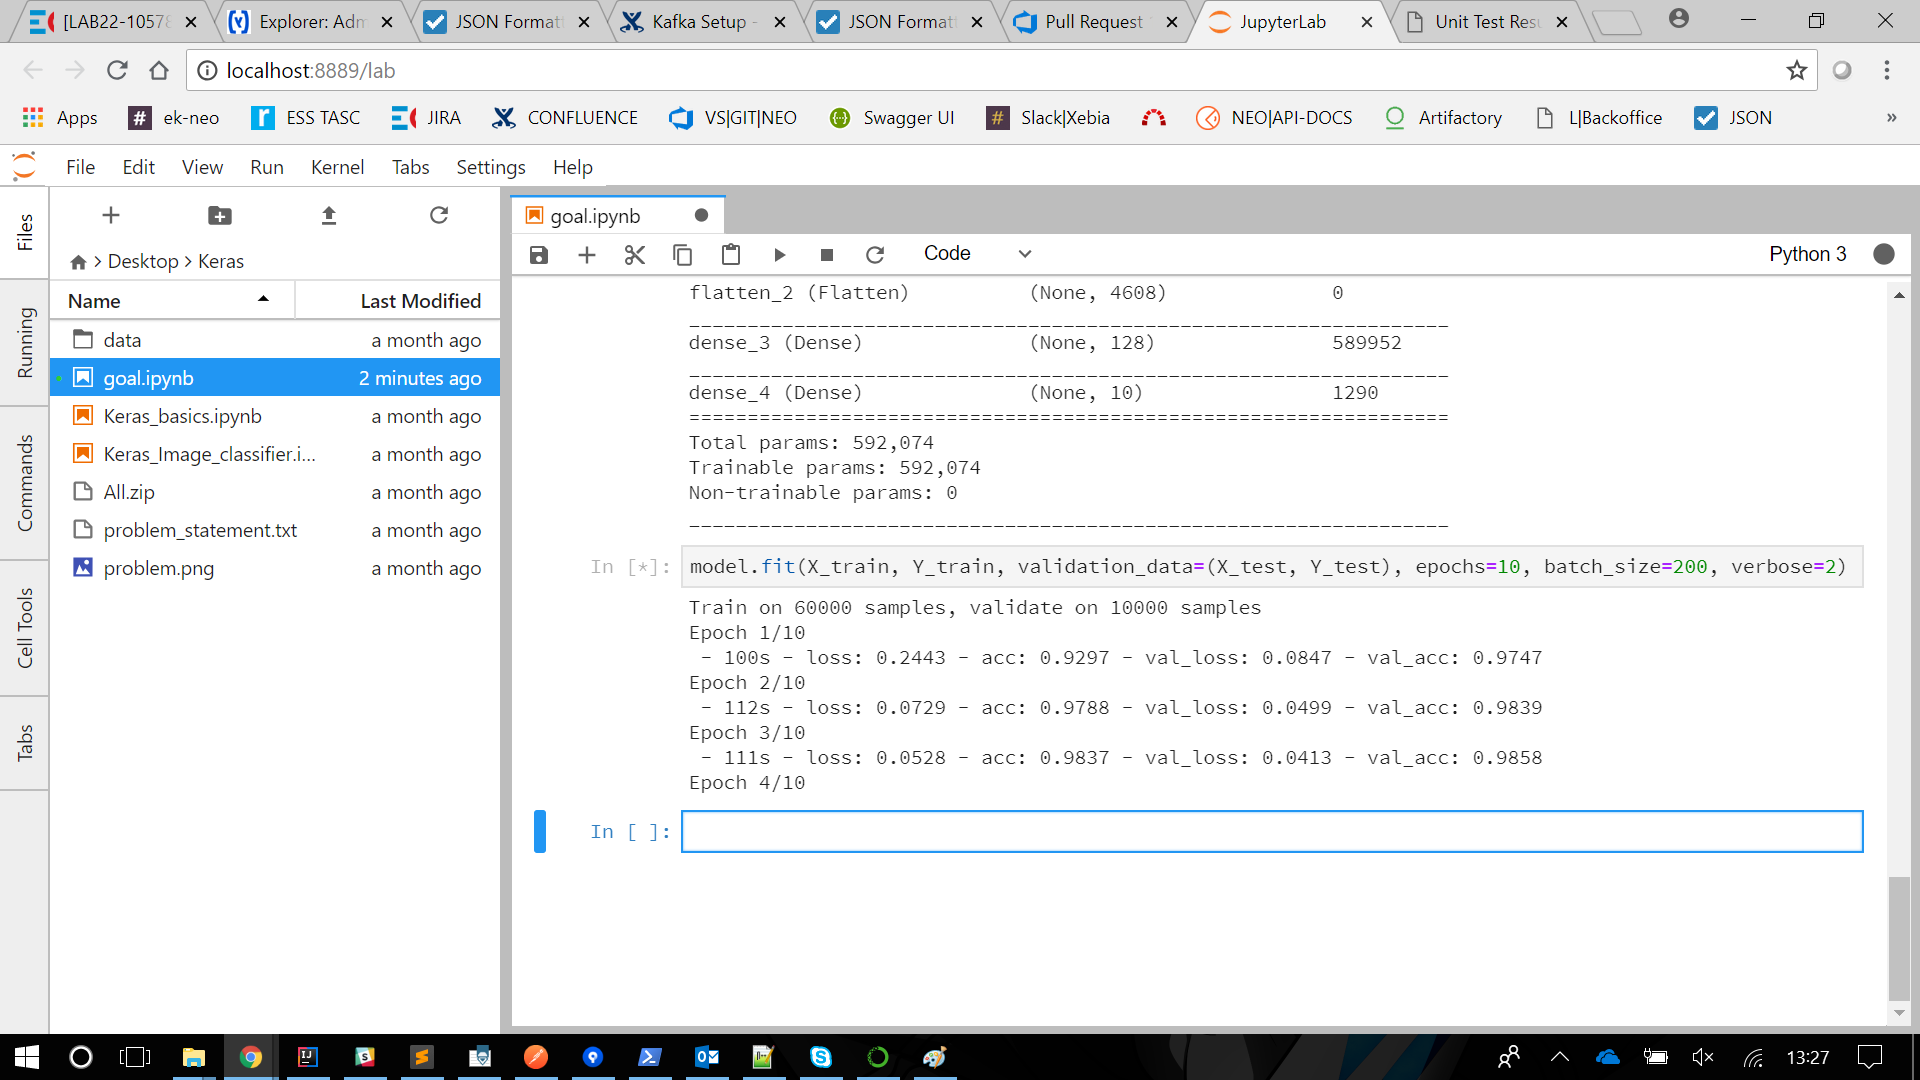 [LAB22-10578
Explorer: Adm
JSON Formatt
Kafka Setup -
JSON Formatt
Pull Request
JupyterLab
Unit Test Resu
localhost:8889/lab
Apps
ek-neo
ESS TASC
JIRA
CONFLUENCE
VS|GIT|NEO
Swagger UI
Slack|Xebia
NEO|API-DOCS
Artifactory
L|Backoffice
JSON
»
File Edit View Run Kernel Tabs Settings Help
Files
Running
Commands
Cell Tools
Tabs
> Desktop > Keras
Name Last Modified
data a month ago
goal.ipynb 2 minutes ago
Keras_basics.ipynb a month ago
Keras_Image_classifier.i... a month ago
All.zip a month ago
problem_statement.txt a month ago
problem.png a month ago
goal.ipynb
Code
Python 3
flatten_2 (Flatten) (None, 4608) 0
_________________________________________________________________
dense_3 (Dense) (None, 128) 589952
_________________________________________________________________
dense_4 (Dense) (None, 10) 1290
=================================================================
Total params: 592,074
Trainable params: 592,074
Non-trainable params: 0
_________________________________________________________________
In [*]: model.fit(X_train, Y_train, validation_data=(X_test, Y_test), epochs=10, batch_size=200, verbose=2)
Train on 60000 samples, validate on 10000 samples
Epoch 1/10
- 100s - loss: 0.2443 - acc: 0.9297 - val_loss: 0.0847 - val_acc: 0.9747
Epoch 2/10
- 112s - loss: 0.0729 - acc: 0.9788 - val_loss: 0.0499 - val_acc: 0.9839
Epoch 3/10
- 111s - loss: 0.0528 - acc: 0.9837 - val_loss: 0.0413 - val_acc: 0.9858
Epoch 4/10
In [ ]:
13:27